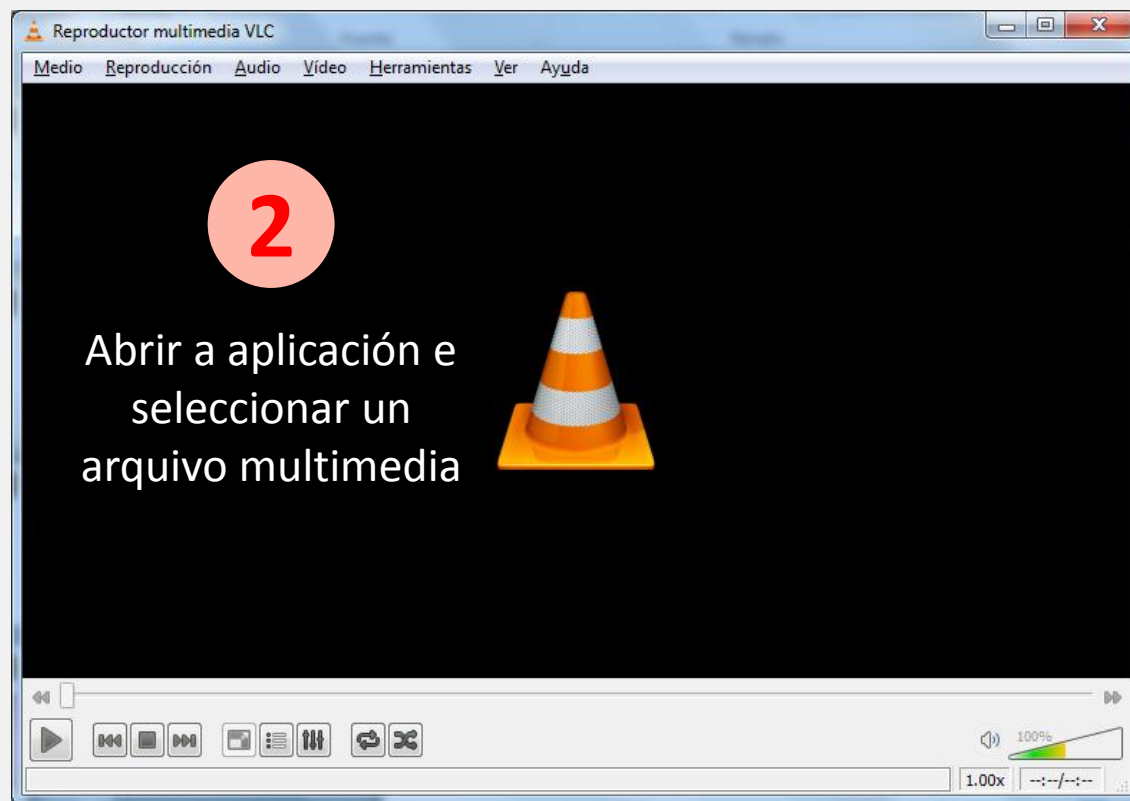 Reproductor multimedia VLC
Medio Reproducción Audio Vídeo Herramientas Ver Ayuda
2
Abrir a aplicación e
seleccionar un
arquivo multimedia
100%
1.00x --:--/--:--